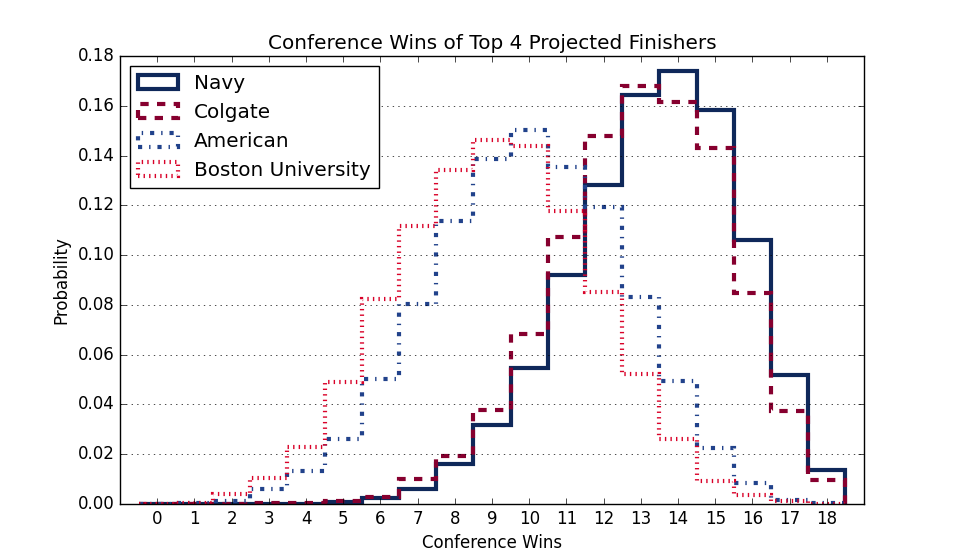 Conference Wins of Top 4 Projected Finishers
0.18
0.16
0.14
0.12
0.10
0.08
0.06
0.04
0.02
0.00
Probability
Navy
Colgate
American
Boston University
0 1 2 3 4 5 6 7 8 9 10 11 12 13 14 15 16 17 18
Conference Wins